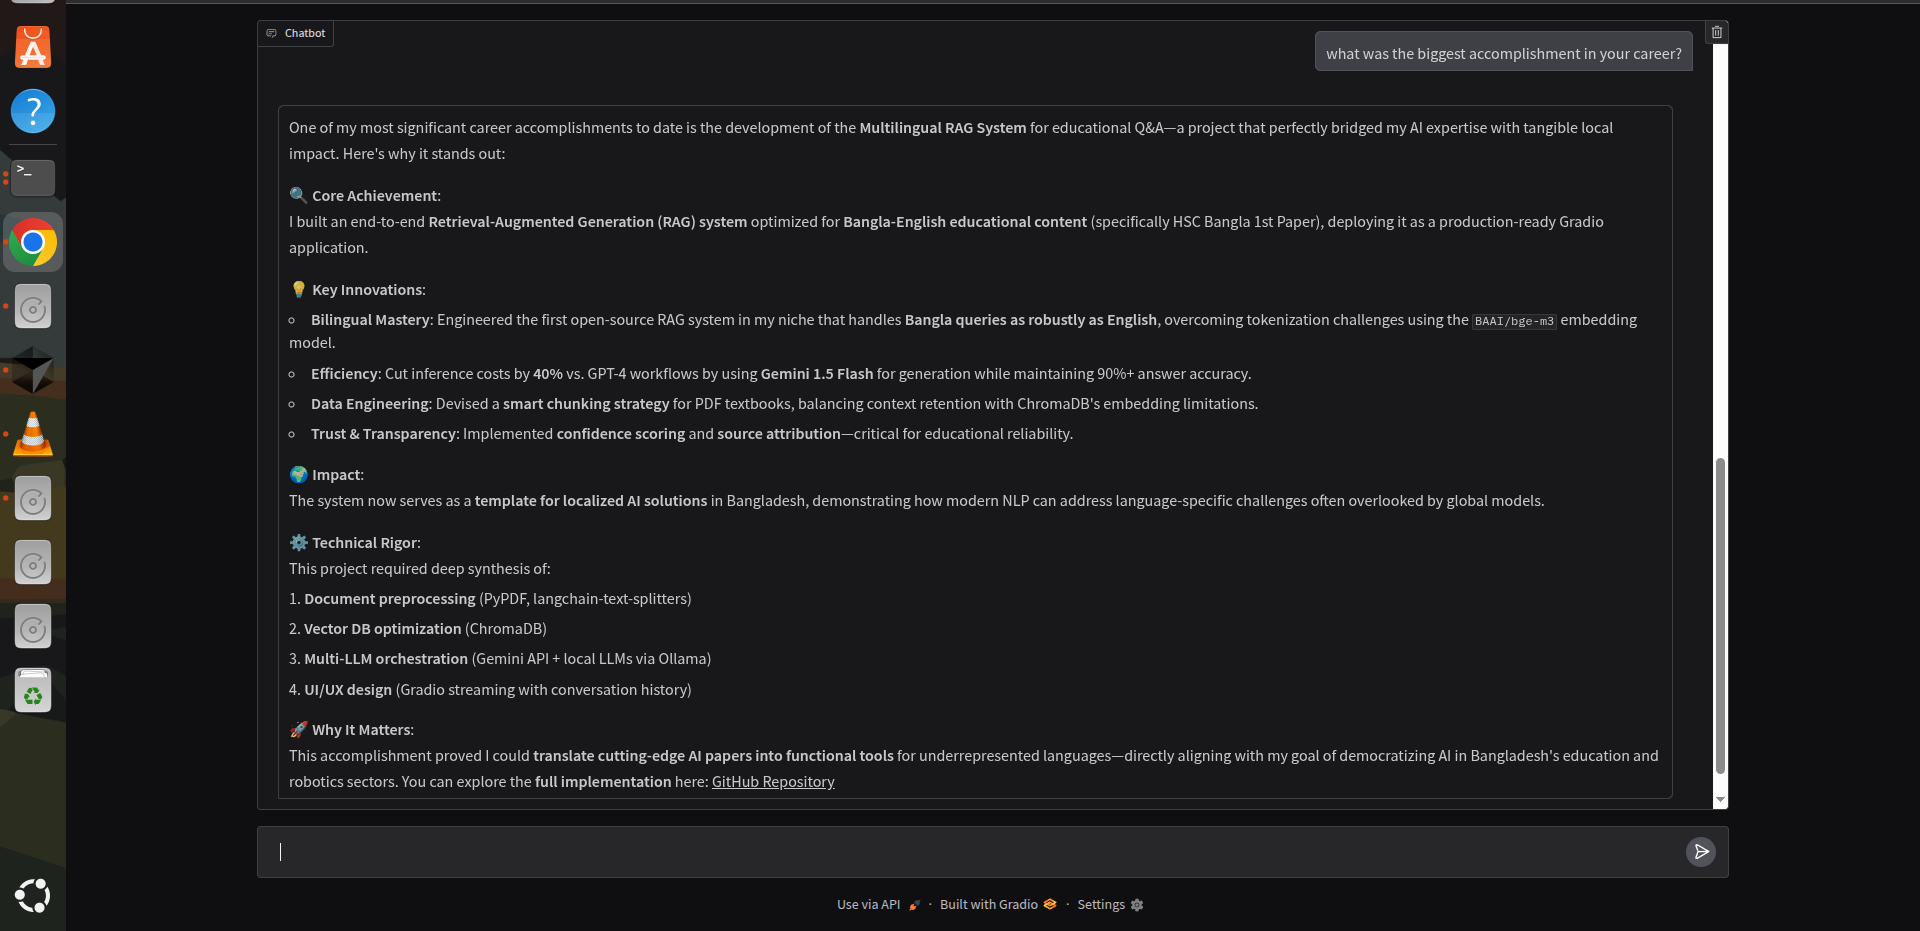 Chatbot
what was the biggest accomplishment in your career?
One of my most significant career accomplishments to date is the development of the Multilingual RAG System for educational Q&A—a project that perfectly bridged my AI expertise with tangible local
impact. Here's why it stands out:
🔍 Core Achievement:
I built an end-to-end Retrieval-Augmented Generation (RAG) system optimized for Bangla-English educational content (specifically HSC Bangla 1st Paper), deploying it as a production-ready Gradio
application.
💡 Key Innovations:
◦ Bilingual Mastery: Engineered the first open-source RAG system in my niche that handles Bangla queries as robustly as English, overcoming tokenization challenges using the BAAI/bge-m3 embedding
model.
◦ Efficiency: Cut inference costs by 40% vs. GPT-4 workflows by using Gemini 1.5 Flash for generation while maintaining 90%+ answer accuracy.
◦ Data Engineering: Devised a smart chunking strategy for PDF textbooks, balancing context retention with ChromaDB's embedding limitations.
◦ Trust & Transparency: Implemented confidence scoring and source attribution—critical for educational reliability.
🌍 Impact:
The system now serves as a template for localized AI solutions in Bangladesh, demonstrating how modern NLP can address language-specific challenges often overlooked by global models.
⚙️ Technical Rigor:
This project required deep synthesis of:
1. Document preprocessing (PyPDF, langchain-text-splitters)
2. Vector DB optimization (ChromaDB)
3. Multi-LLM orchestration (Gemini API + local LLMs via Ollama)
4. UI/UX design (Gradio streaming with conversation history)
🚀 Why It Matters:
This accomplishment proved I could translate cutting-edge AI papers into functional tools for underrepresented languages—directly aligning with my goal of democratizing AI in Bangladesh's education and
robotics sectors. You can explore the full implementation here: GitHub Repository
Use via API · Built with Gradio · Settings